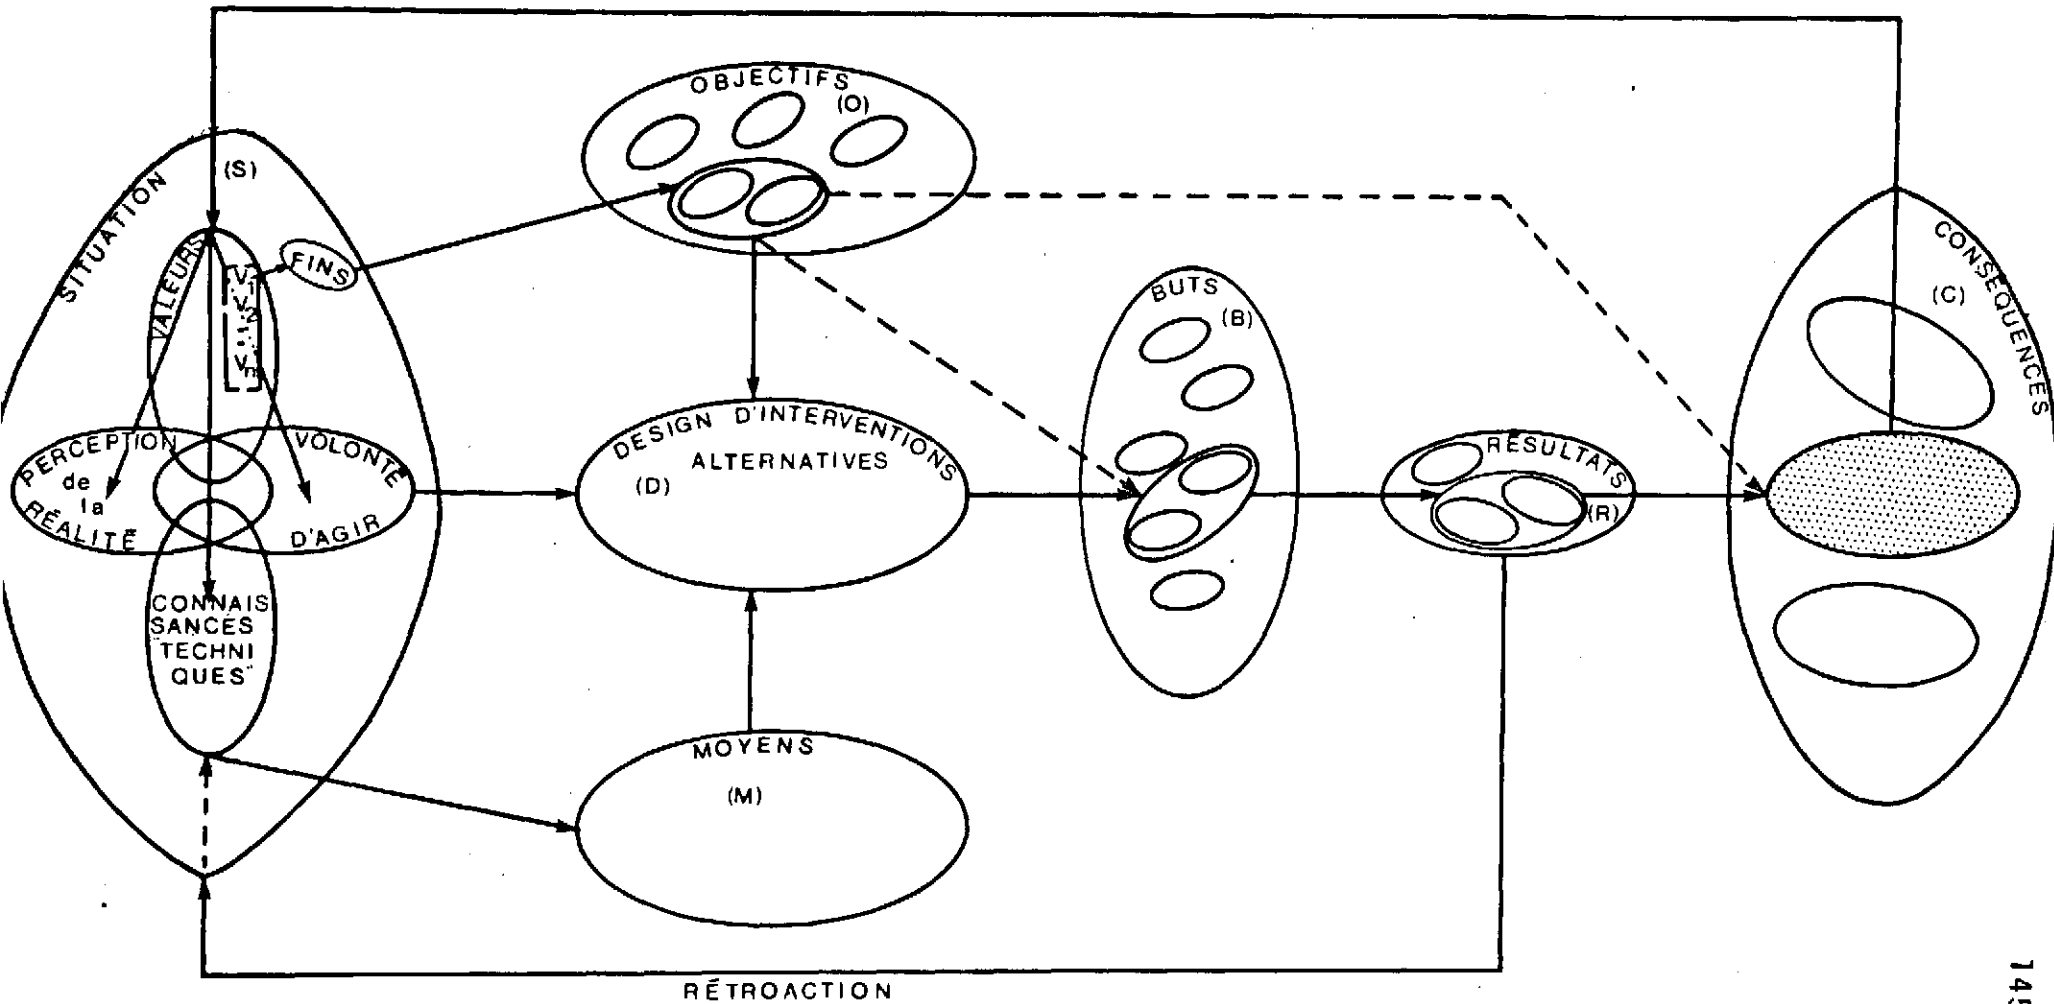 OBJECTIFS
(O)
SITUATION
(S)
VALEURS
V1
V2
Vn
FINS
PERCEPTION
de
la
RÉALITÉ
VOLONTÉ
D'AGIR
CONNAIS
SANCES
"TECHNI
QUES"
DESIGN D'INTERVENTIONS
ALTERNATIVES
(D)
MOYENS
(M)
BUTS
(B)
RÉSULTATS
(R)
CONSÉQUENCES
(C)
RÉTROACTION
145